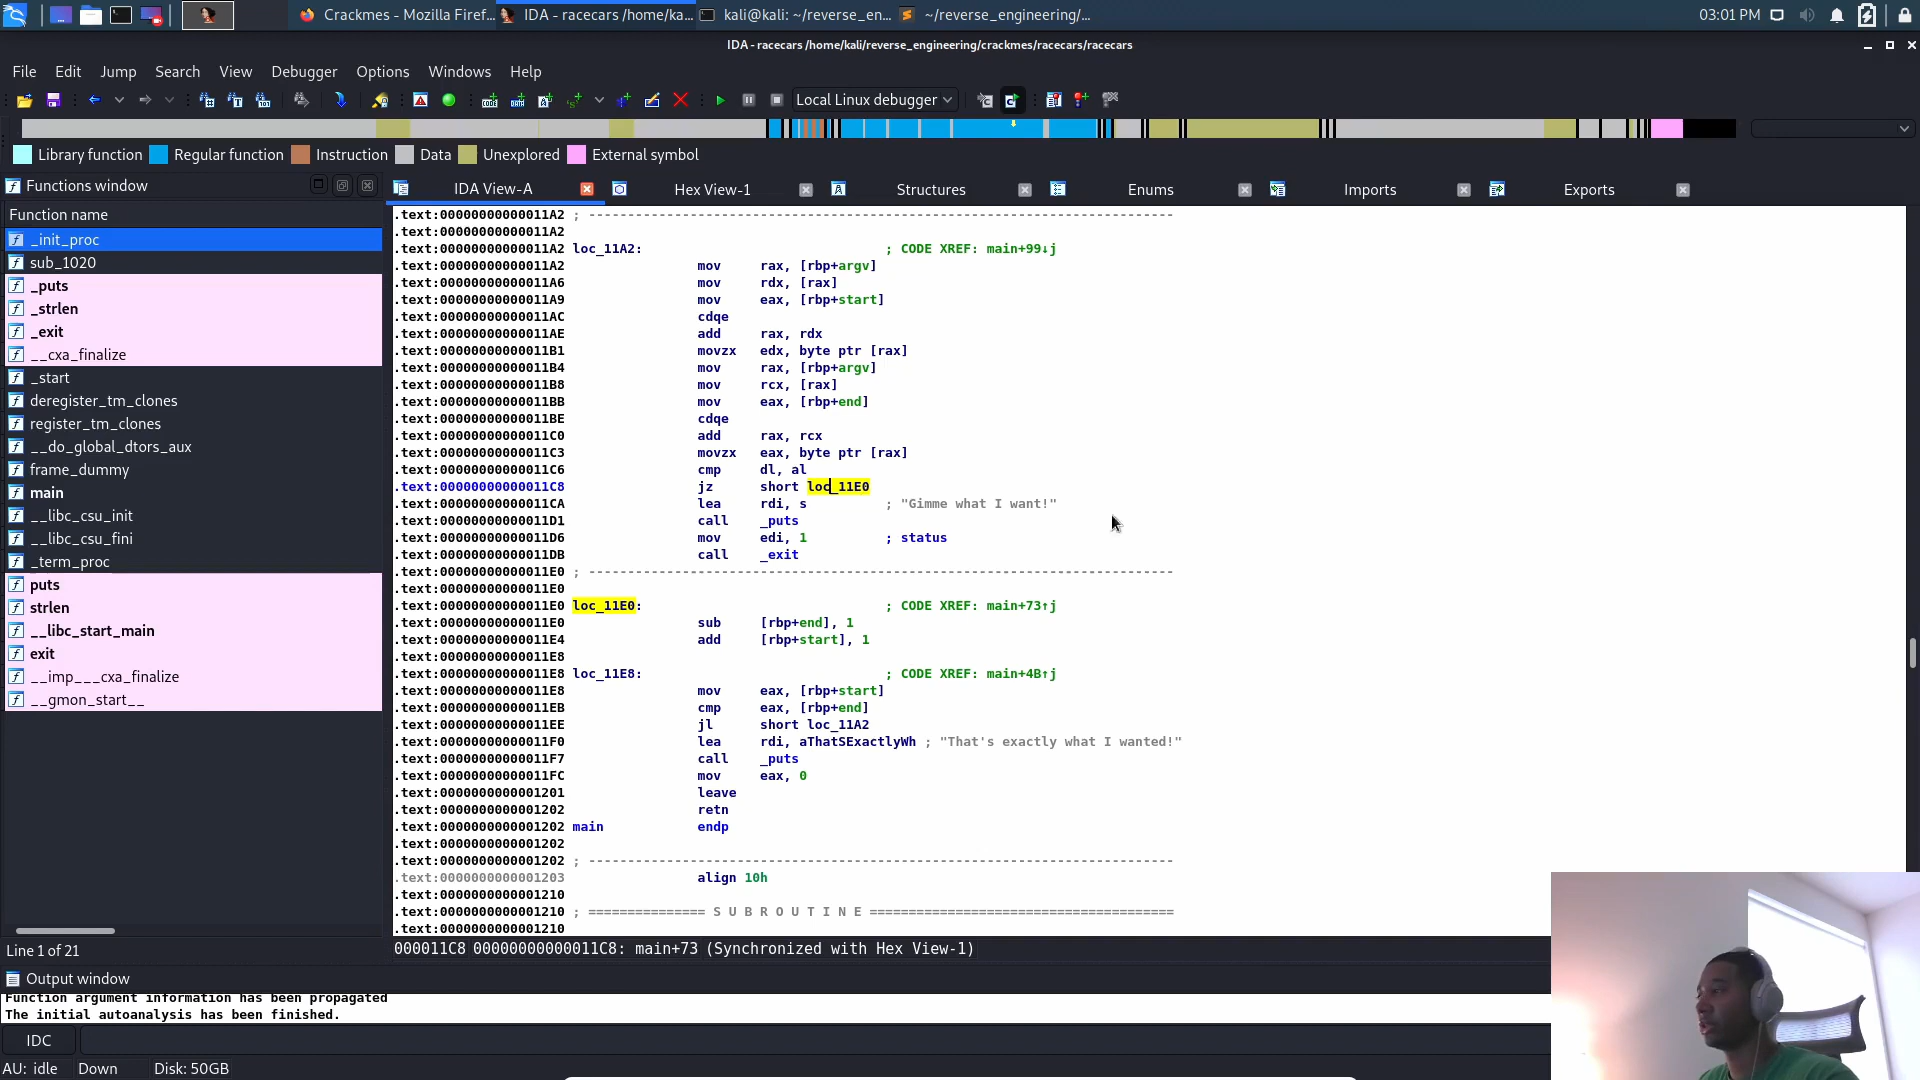 Crackmes - Mozilla Firef...
IDA - racecars /home/ka...
kali@kali: ~/reverse_en...
~/reverse_engineering/...
03:01 PM
IDA - racecars /home/kali/reverse_engineering/crackmes/racecars/racecars
File Edit Jump Search View Debugger Options Windows Help
Local Linux debugger
Library function Regular function Instruction Data Unexplored External symbol
Functions window
IDA View-A Hex View-1 Structures Enums Imports Exports
Function name
_init_proc
sub_1020
_puts
_strlen
_exit
__cxa_finalize
_start
deregister_tm_clones
register_tm_clones
__do_global_dtors_aux
frame_dummy
main
__libc_csu_init
__libc_csu_fini
_term_proc
puts
strlen
__libc_start_main
exit
__imp___cxa_finalize
__gmon_start__
Line 1 of 21
.text:00000000000011A2 ; ---------------------------------------------------------------------------
.text:00000000000011A2
.text:00000000000011A2 loc_11A2: ; CODE XREF: main+99↓j
.text:00000000000011A2 mov rax, [rbp+argv]
.text:00000000000011A6 mov rdx, [rax]
.text:00000000000011A9 mov eax, [rbp+start]
.text:00000000000011AC cdqe
.text:00000000000011AE add rax, rdx
.text:00000000000011B1 movzx edx, byte ptr [rax]
.text:00000000000011B4 mov rax, [rbp+argv]
.text:00000000000011B8 mov rcx, [rax]
.text:00000000000011BB mov eax, [rbp+end]
.text:00000000000011BE cdqe
.text:00000000000011C0 add rax, rcx
.text:00000000000011C3 movzx eax, byte ptr [rax]
.text:00000000000011C6 cmp dl, al
.text:00000000000011C8 jz short loc_11E0
.text:00000000000011CA lea rdi, s ; "Gimme what I want!"
.text:00000000000011D1 call _puts
.text:00000000000011D6 mov edi, 1 ; status
.text:00000000000011DB call _exit
.text:00000000000011E0 ; ---------------------------------------------------------------------------
.text:00000000000011E0
.text:00000000000011E0 loc_11E0: ; CODE XREF: main+73↑j
.text:00000000000011E0 sub [rbp+end], 1
.text:00000000000011E4 add [rbp+start], 1
.text:00000000000011E8
.text:00000000000011E8 loc_11E8: ; CODE XREF: main+4B↑j
.text:00000000000011E8 mov eax, [rbp+start]
.text:00000000000011EB cmp eax, [rbp+end]
.text:00000000000011EE jl short loc_11A2
.text:00000000000011F0 lea rdi, aThatSExactlyWh ; "That's exactly what I wanted!"
.text:00000000000011F7 call _puts
.text:00000000000011FC mov eax, 0
.text:0000000000001201 leave
.text:0000000000001202 retn
.text:0000000000001202 main endp
.text:0000000000001202
.text:0000000000001202 ; ---------------------------------------------------------------------------
.text:0000000000001203 align 10h
.text:0000000000001210
.text:0000000000001210 ; =============== S U B R O U T I N E =======================================
.text:0000000000001210
000011C8 00000000000011C8: main+73 (Synchronized with Hex View-1)
Output window
Function argument information has been propagated
The initial autoanalysis has been finished.
IDC
AU: idle Down Disk: 50GB